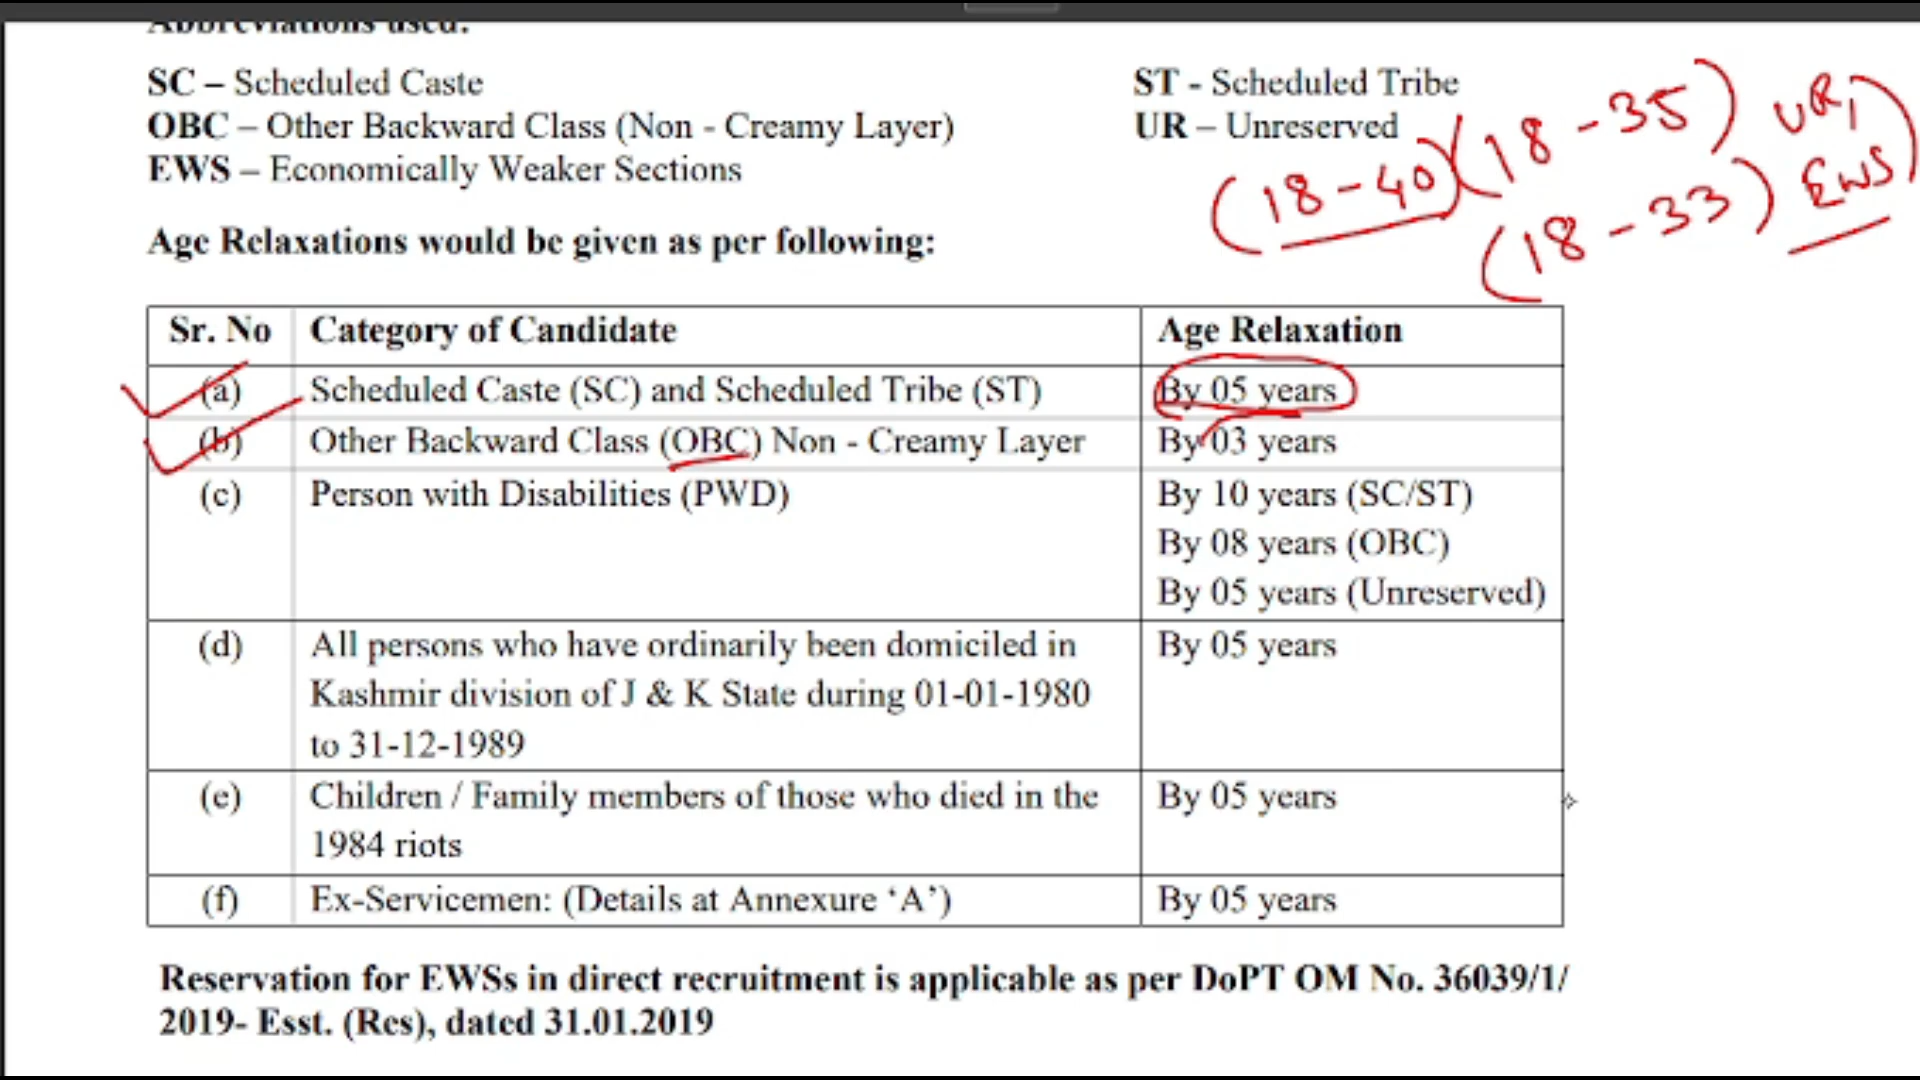 Abbreviations used:
SC – Scheduled Caste
ST - Scheduled Tribe
OBC – Other Backward Class (Non - Creamy Layer)
UR – Unreserved
EWS – Economically Weaker Sections
(18-40) (18-35) UR,
(18-33) EWS)
Age Relaxations would be given as per following:
Sr. No Category of Candidate Age Relaxation
(a) Scheduled Caste (SC) and Scheduled Tribe (ST) By 05 years
(b) Other Backward Class (OBC) Non - Creamy Layer By 03 years
(c) Person with Disabilities (PWD) By 10 years (SC/ST)
By 08 years (OBC)
By 05 years (Unreserved)
(d) All persons who have ordinarily been domiciled in By 05 years
Kashmir division of J & K State during 01-01-1980
to 31-12-1989
(e) Children / Family members of those who died in the By 05 years
1984 riots
(f) Ex-Servicemen: (Details at Annexure ‘A’) By 05 years
Reservation for EWSs in direct recruitment is applicable as per DoPT OM No. 36039/1/
2019- Esst. (Res), dated 31.01.2019